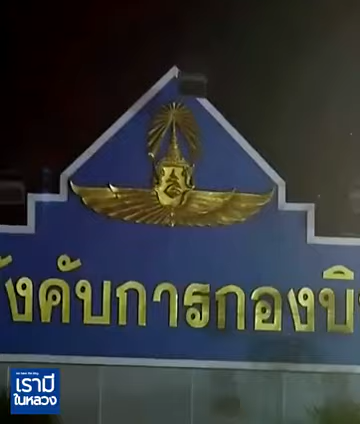 ังคับการกองบิ
เรามี
ในหลวง